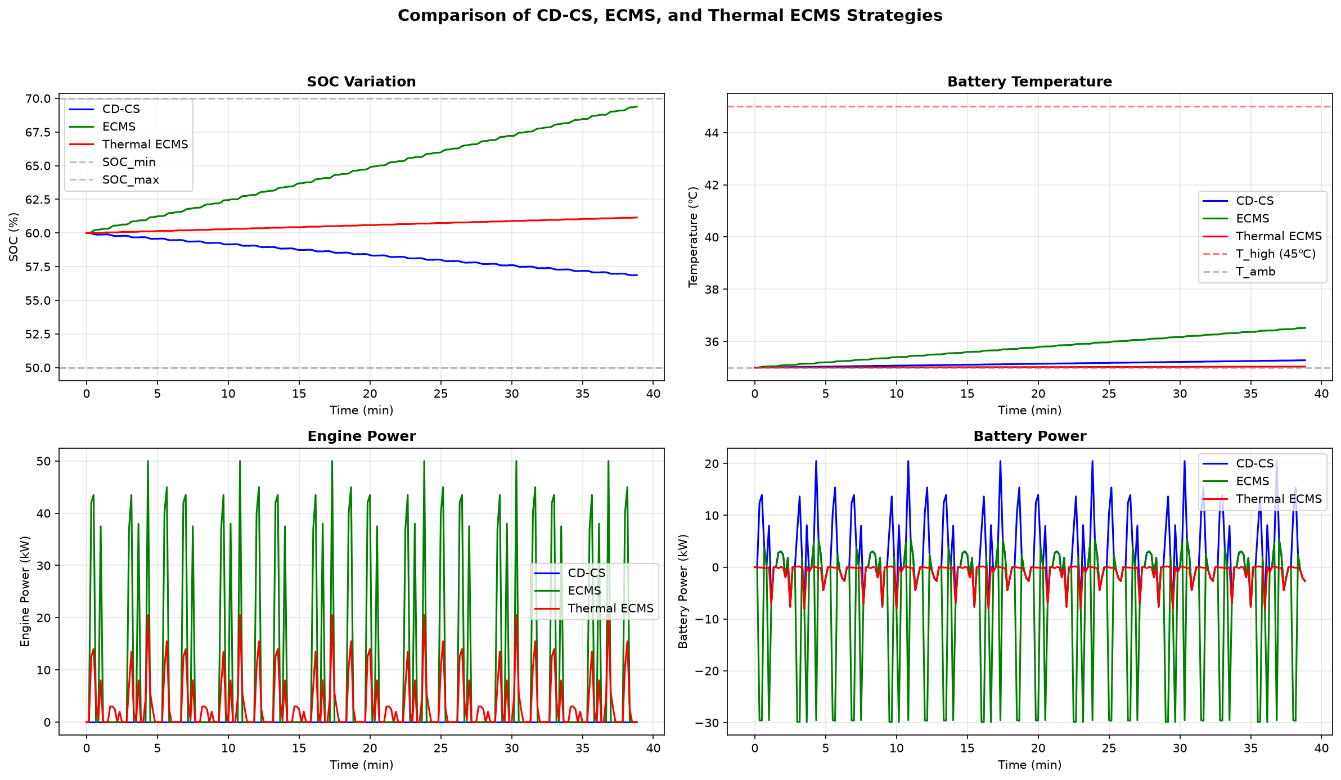 Comparison of CD-CS, ECMS, and Thermal ECMS Strategies
SOC Variation
SOC (%)
70.0
67.5
65.0
62.5
60.0
57.5
55.0
52.5
50.0
CD-CS
ECMS
Thermal ECMS
SOC_min
SOC_max
0 5 10 15 20 25 30 35 40
Time (min)
Battery Temperature
Temperature (℃)
44
42
40
38
36
CD-CS
ECMS
Thermal ECMS
T_high (45℃)
T_amb
0 5 10 15 20 25 30 35 40
Time (min)
Engine Power
Engine Power (kW)
50
40
30
20
10
0
CD-CS
ECMS
Thermal ECMS
0 5 10 15 20 25 30 35 40
Time (min)
Battery Power
Battery Power (kW)
20
10
0
−10
−20
−30
CD-CS
ECMS
Thermal ECMS
0 5 10 15 20 25 30 35 40
Time (min)